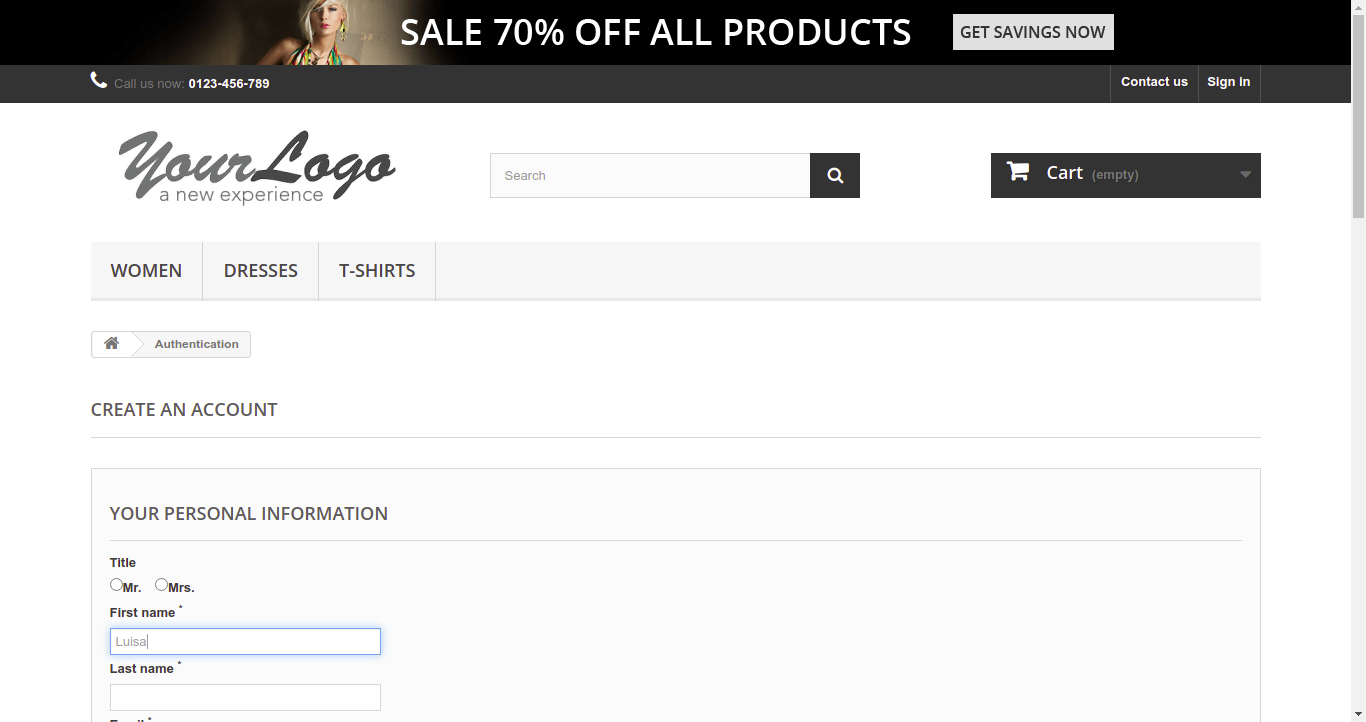 SALE 70% OFF ALL PRODUCTS GET SAVINGS NOW
Call us now: 0123-456-789 Contact us Sign in
YourLogo
a new experience
Search
Cart (empty)
WOMEN DRESSES T-SHIRTS
Authentication
CREATE AN ACCOUNT
YOUR PERSONAL INFORMATION
Title
Mr. Mrs.
First name *
Luisa
Last name *